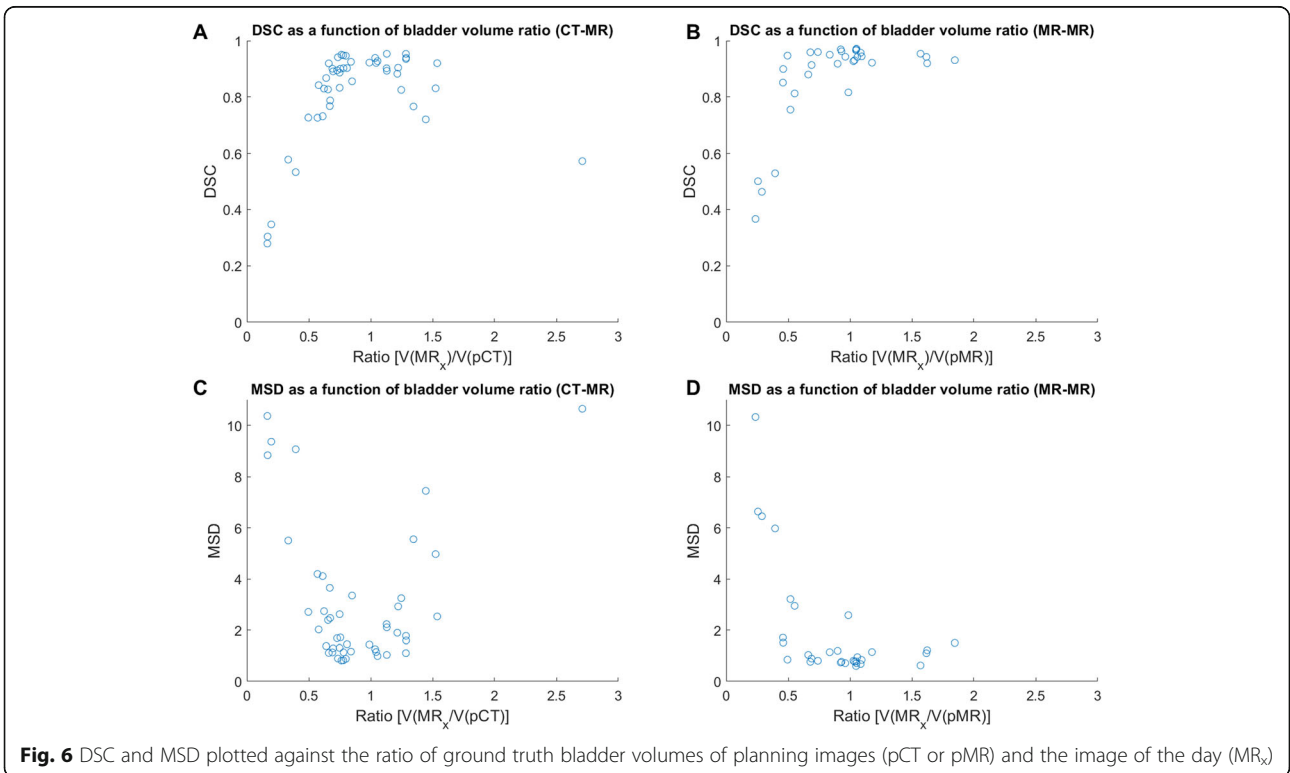 A DSC as a function of bladder volume ratio (CT-MR)
DSC
1
0.8
0.6
0.4
0.2
0
0 0.5 1 1.5 2 2.5 3
Ratio [V(MRₓ)/V(pCT)]
B DSC as a function of bladder volume ratio (MR-MR)
DSC
1
0.8
0.6
0.4
0.2
0
0 0.5 1 1.5 2 2.5 3
Ratio [V(MRₓ)/V(pMR)]
C MSD as a function of bladder volume ratio (CT-MR)
MSD
10
8
6
4
2
0
0 0.5 1 1.5 2 2.5 3
Ratio [V(MRₓ/V(pCT)]
D MSD as a function of bladder volume ratio (MR-MR)
MSD
10
8
6
4
2
0
0 0.5 1 1.5 2 2.5 3
Ratio [V(MRₓ/V(pMR)]
Fig. 6 DSC and MSD plotted against the ratio of ground truth bladder volumes of planning images (pCT or pMR) and the image of the day (MRₓ)